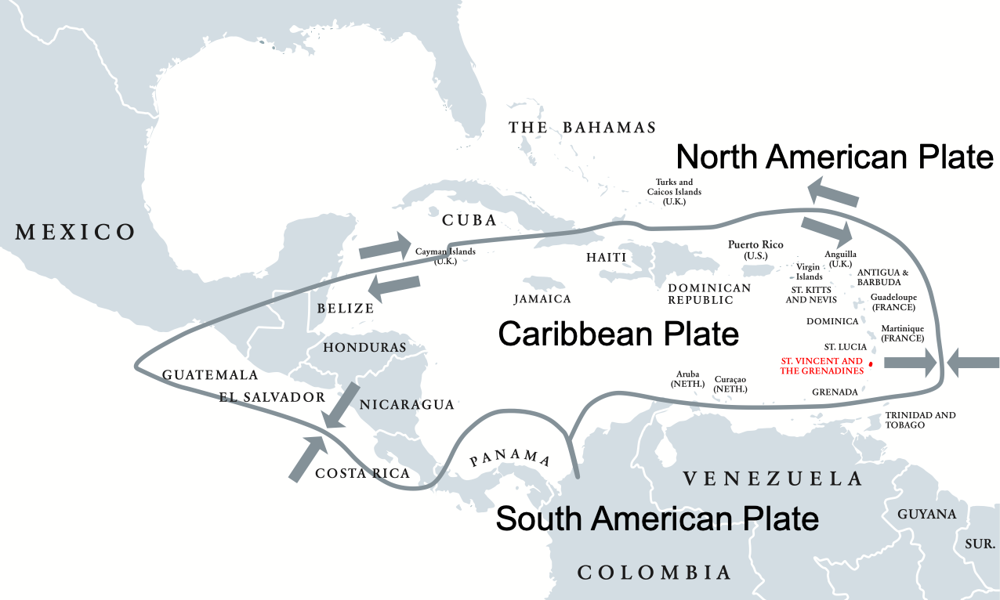 THE BAHAMAS
North American Plate
Turks and
Caicos Islands
(U.K.)
MEXICO
CUBA
Cayman Islands
(U.K.)
HAITI
Puerto Rico
(U.S.)
Anguilla
(U.K.)
Virgin
Islands
ANTIGUA &
BARBUDA
JAMAICA
DOMINICAN
REPUBLIC
ST. KITTS
AND NEVIS
Guadeloupe
(FRANCE)
BELIZE
DOMINICA
Caribbean Plate
Martinique
(FRANCE)
HONDURAS
ST. LUCIA
ST. VINCENT AND
THE GRENADINES
GUATEMALA
Aruba
(NETH.)
Curaçao
(NETH.)
GRENADA
EL SALVADOR
NICARAGUA
TRINIDAD AND
TOBAGO
PANAMA
COSTA RICA
VENEZUELA
South American Plate
GUYANA
SUR.
COLOMBIA